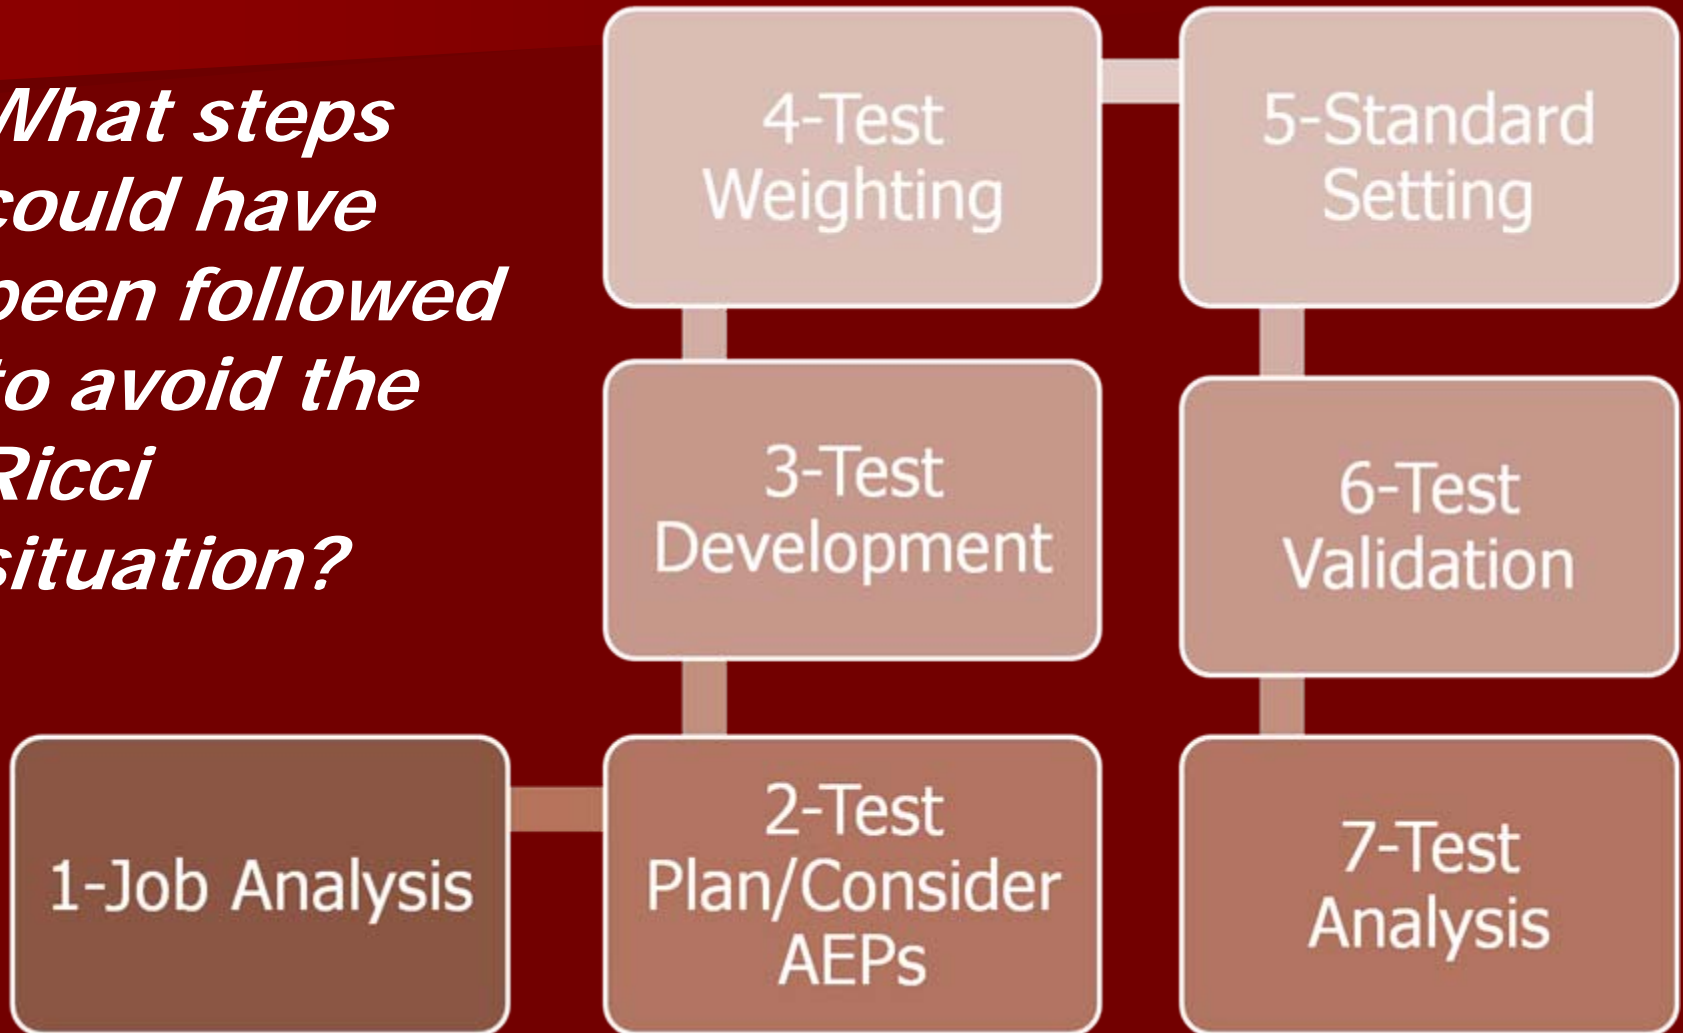 What steps
could have
been followed
to avoid the
Ricci
situation?
4-Test
Weighting
5-Standard
Setting
3-Test
Development
6-Test
Validation
1-Job Analysis
2-Test
Plan/Consider
AEPs
7-Test
Analysis